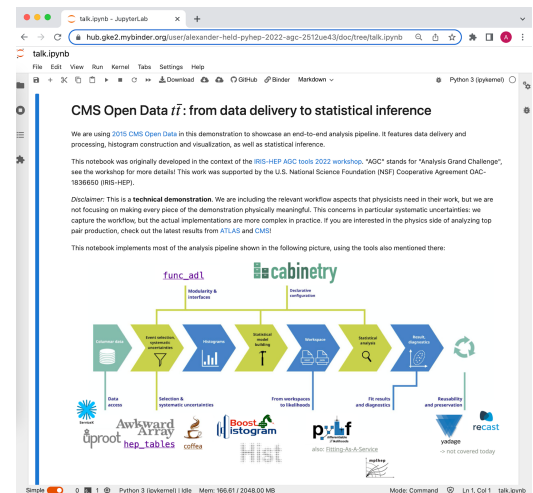 talk.ipynb - JupyterLab
hub.gke2.mybinder.org/user/alexander-held-pyhep-2022-agc-2512ue43/doc/tree/talk.ipynb
talk.ipynb
File Edit View Run Kernel Tabs Settings Help
Download GitHub Binder Markdown Python 3 (ipykernel)
CMS Open Data tt̄: from data delivery to statistical inference
We are using 2015 CMS Open Data in this demonstration to showcase an end-to-end analysis pipeline. It features data delivery and
processing, histogram construction and visualization, as well as statistical inference.
This notebook was originally developed in the context of the IRIS-HEP AGC tools 2022 workshop. "AGC" stands for "Analysis Grand Challenge",
see the workshop for more details! This work was supported by the U.S. National Science Foundation (NSF) Cooperative Agreement OAC-
1836650 (IRIS-HEP).
Disclaimer: This is a technical demonstration. We are including the relevant workflow aspects that physicists need in their work, but we are
not focusing on making every piece of the demonstration physically meaningful. This concerns in particular systematic uncertainties: we
capture the workflow, but the actual implementations are more complex in practice. If you are interested in the physics side of analyzing top
pair production, check out the latest results from ATLAS and CMS!
This notebook implements most of the analysis pipeline shown in the following picture, using the tools also mentioned there:
func_adl
cabinetry
Modularity &
interfaces
Declarative
configuration
Columnar data
Event selection,
systematic
uncertainties
Histograms
Statistical
model
building
Workspace
Statistical
analysis
Result,
diagnostics
Data
access
Selection &
systematic uncertainties
From workspaces
to likelihoods
Fit results
and diagnostics
Reusability
and preservation
ServiceX
uproot
Awkward
Array
hep_tables
coffea
Boost
Histogram
Hist
pyhf
differentiable
likelihoods
also: Fitting-As-A-Service
mplhep
yadage
recast
-> not covered today
Simple 0 1 Python 3 (ipykernel) | Idle Mem: 166.61 / 2048.00 MB Mode: Command Ln 1, Col 1 talk.ipynb